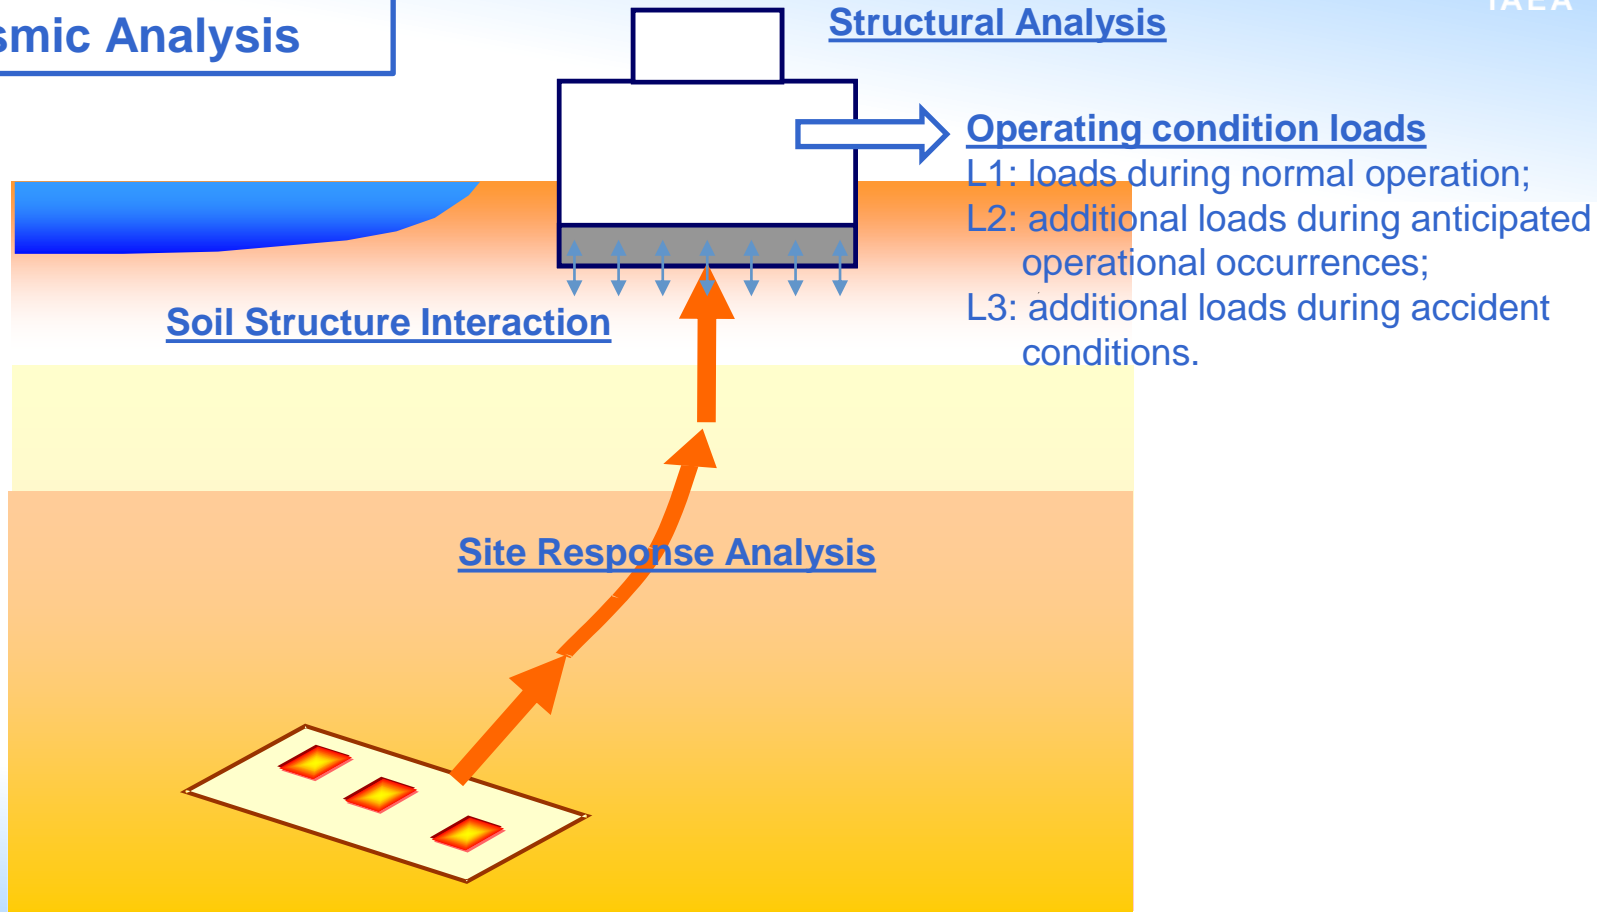 smic Analysis
Structural Analysis
Operating condition loads
L1: loads during normal operation;
L2: additional loads during anticipated
operational occurrences;
L3: additional loads during accident
conditions.
Soil Structure Interaction
Site Response Analysis
IAEA